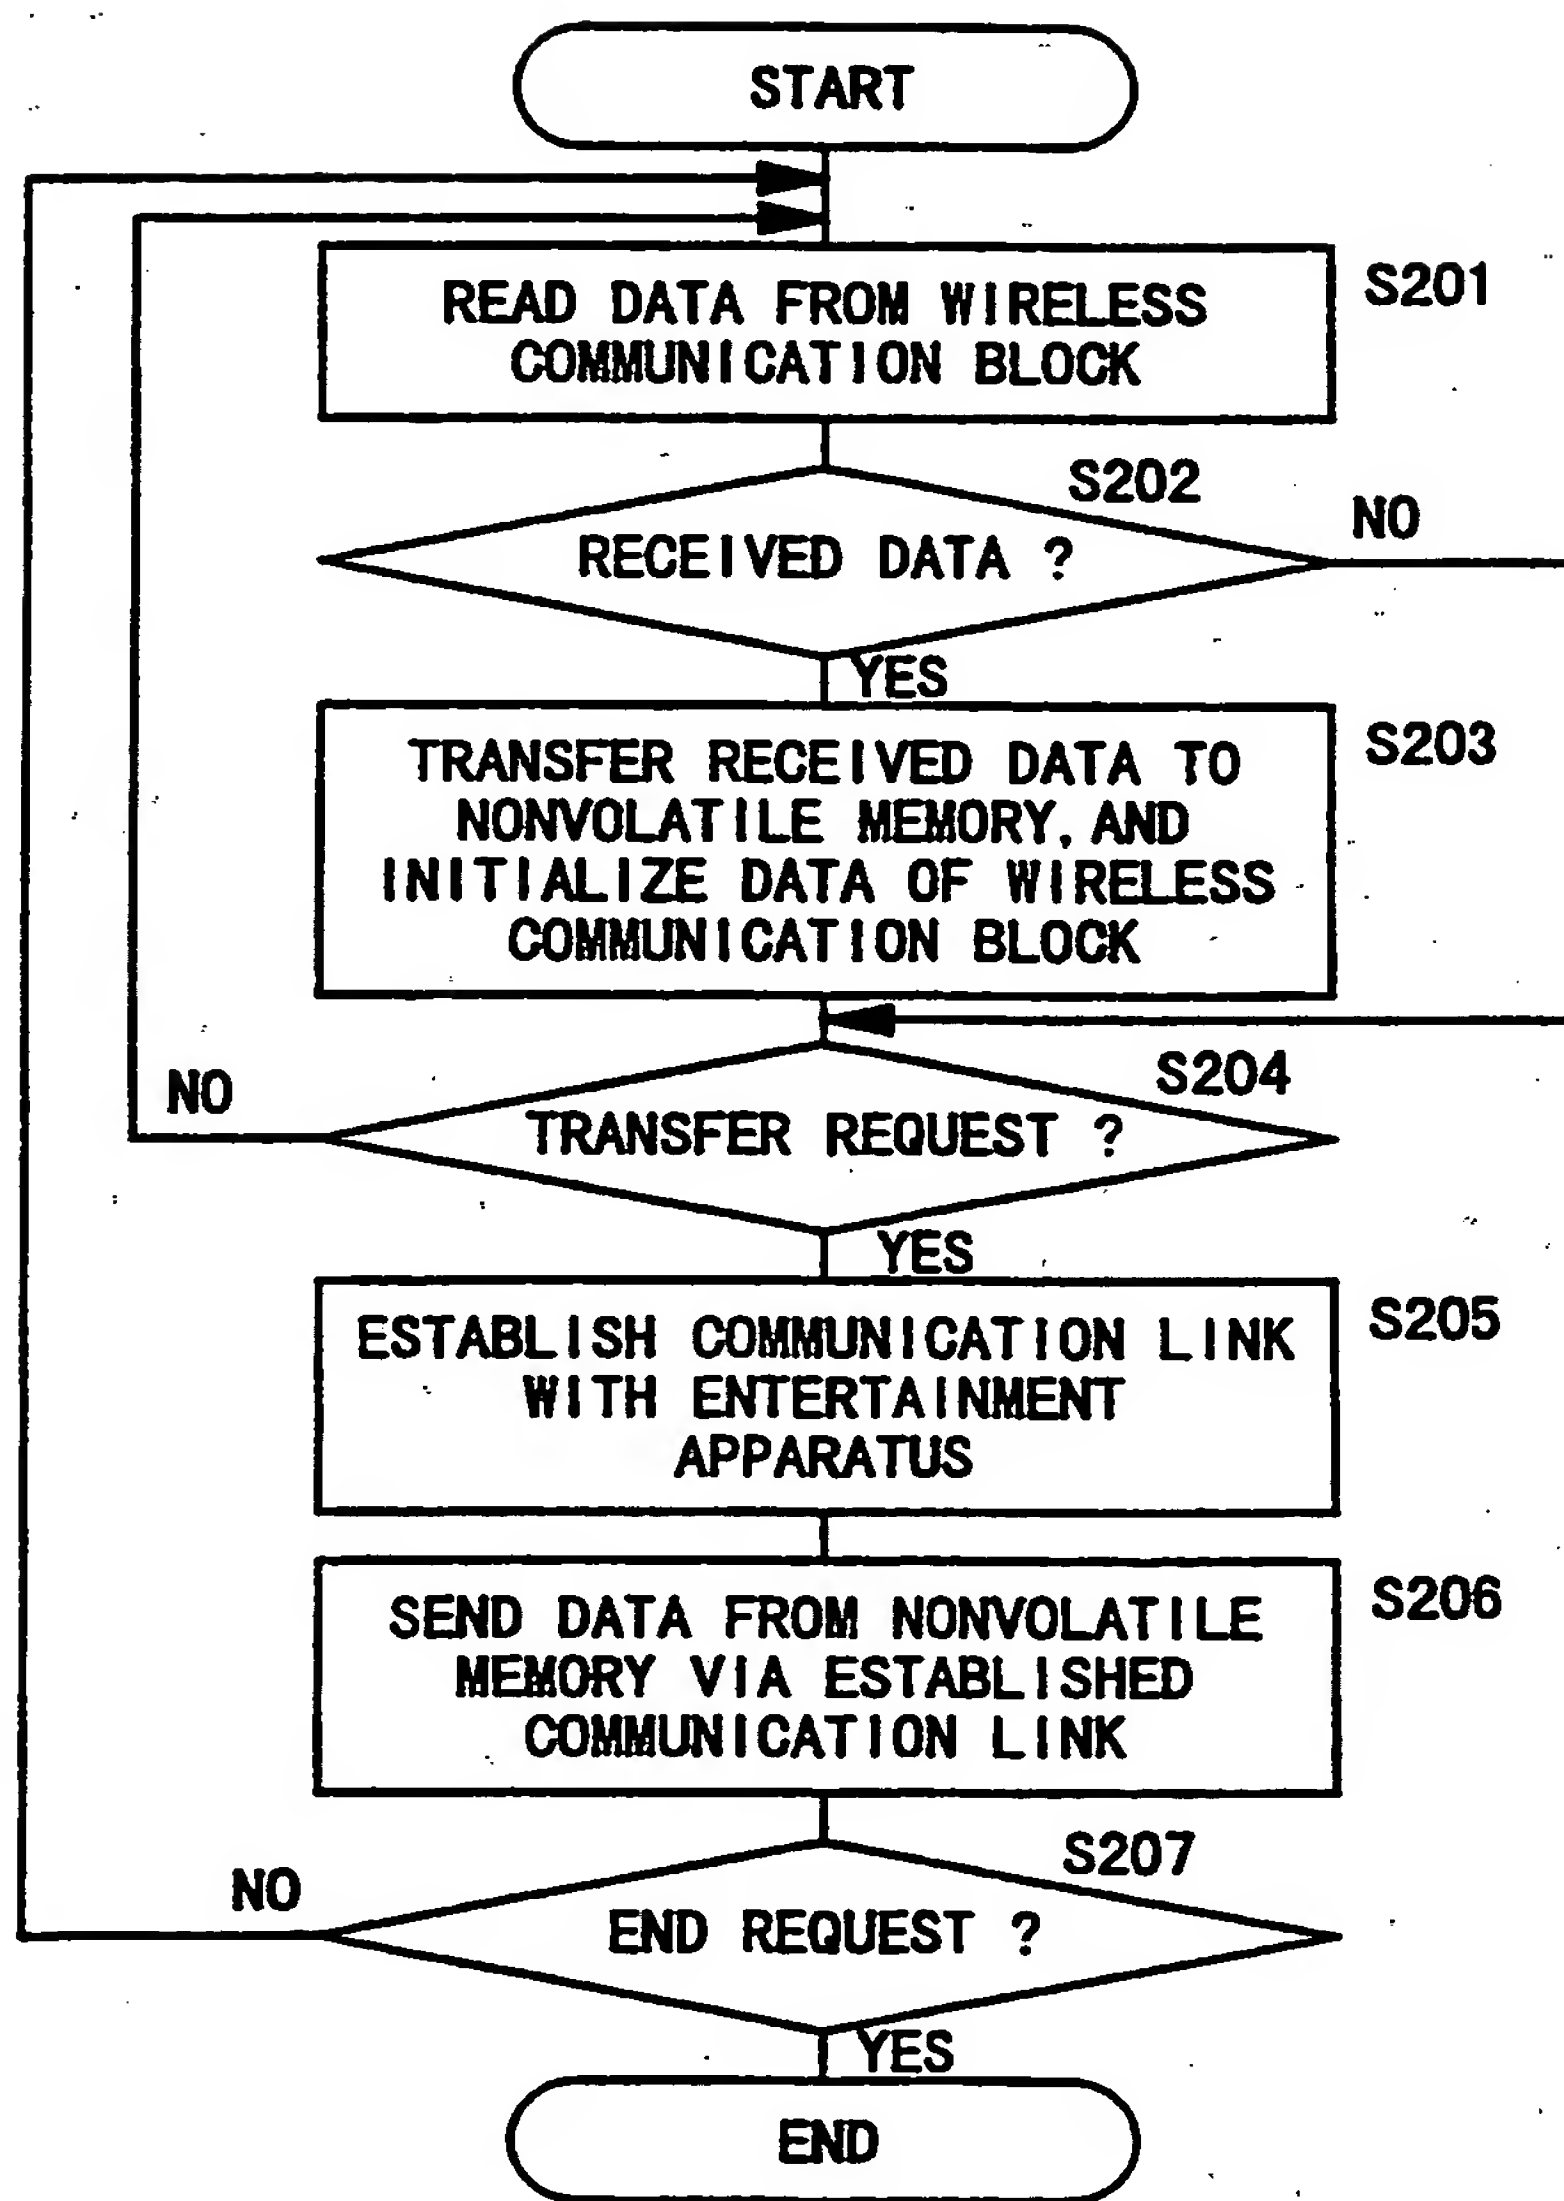 START
READ DATA FROM WIRELESS
COMMUNICATION BLOCK
S201
S202
RECEIVED DATA ?
NO
YES
TRANSFER RECEIVED DATA TO
NONVOLATILE MEMORY, AND
INITIALIZE DATA OF WIRELESS
COMMUNICATION BLOCK
S203
S204
NO
TRANSFER REQUEST ?
YES
ESTABLISH COMMUNICATION LINK
WITH ENTERTAINMENT
APPARATUS
S205
SEND DATA FROM NONVOLATILE
MEMORY VIA ESTABLISHED
COMMUNICATION LINK
S206
S207
NO
END REQUEST ?
YES
END